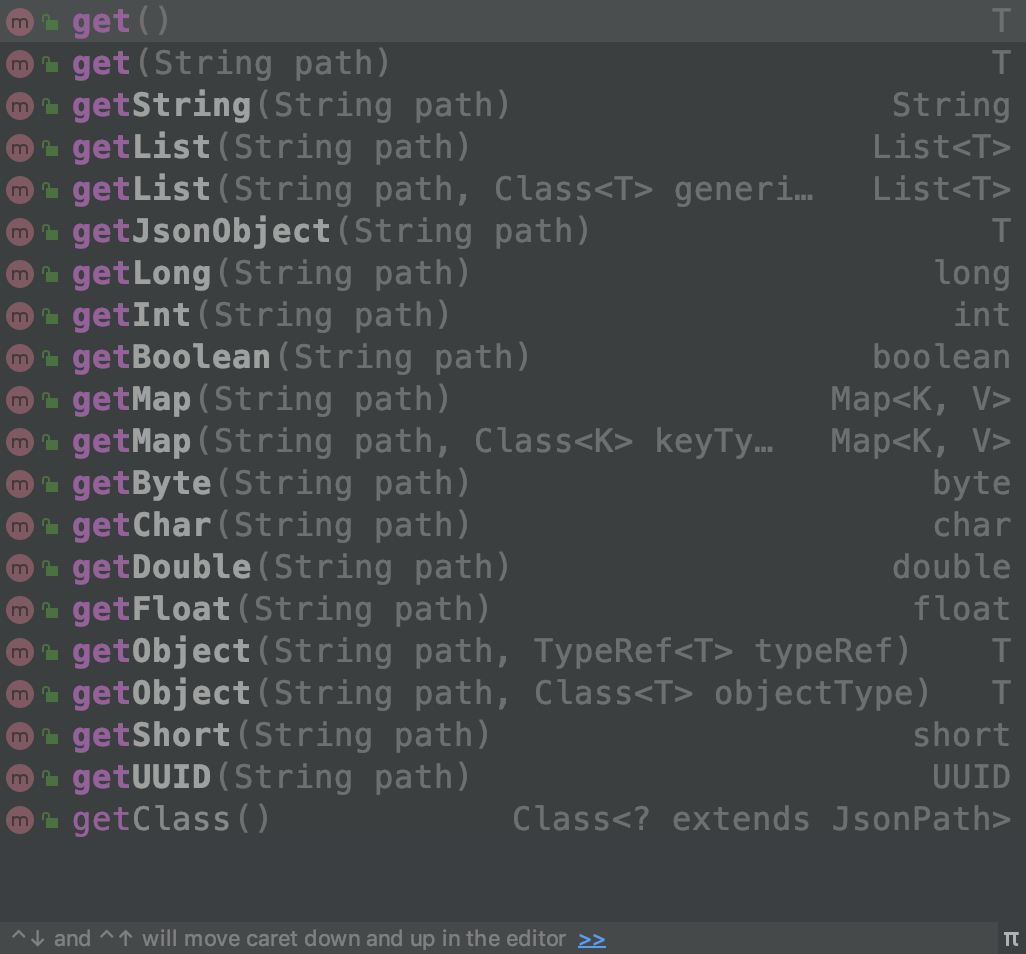 m get() T
m get(String path) T
m getString(String path) String
m getList(String path) List<T>
m getList(String path, Class<T> generi… List<T>
m getJsonObject(String path) T
m getLong(String path) long
m getInt(String path) int
m getBoolean(String path) boolean
m getMap(String path) Map<K, V>
m getMap(String path, Class<K> keyTy… Map<K, V>
m getByte(String path) byte
m getChar(String path) char
m getDouble(String path) double
m getFloat(String path) float
m getObject(String path, TypeRef<T> typeRef) T
m getObject(String path, Class<T> objectType) T
m getShort(String path) short
m getUUID(String path) UUID
m getClass() Class<? extends JsonPath>
^↓ and ^↑ will move caret down and up in the editor >> π